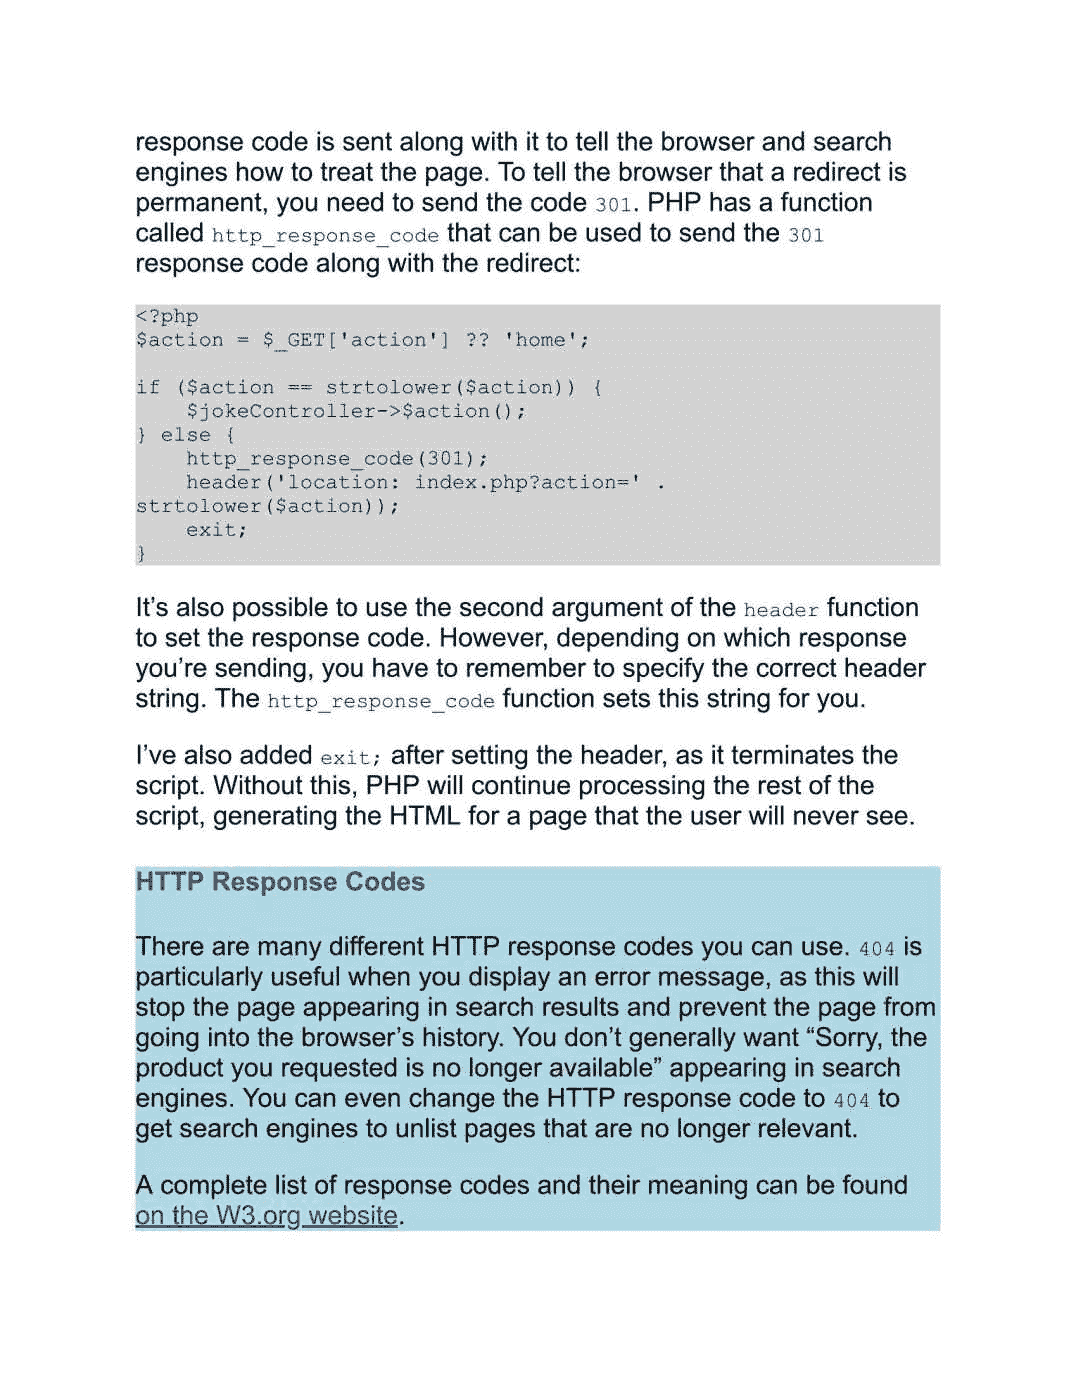 response code is sent along with it to tell the browser and search
engines how to treat the page. To tell the browser that a redirect is
permanent, you need to send the code 301. PHP has a function
called http_response_code that can be used to send the 301
response code along with the redirect:
<?php
$action = $_GET['action'] ?? 'home';
if ($action == strtolower($action)) {
    $jokeController->$action();
} else {
    http_response_code(301);
    header('location: index.php?action=' .
strtolower($action));
    exit;
}
It’s also possible to use the second argument of the header function
to set the response code. However, depending on which response
you’re sending, you have to remember to specify the correct header
string. The http_response_code function sets this string for you.
I’ve also added exit; after setting the header, as it terminates the
script. Without this, PHP will continue processing the rest of the
script, generating the HTML for a page that the user will never see.
HTTP Response Codes
There are many different HTTP response codes you can use. 404 is
particularly useful when you display an error message, as this will
stop the page appearing in search results and prevent the page from
going into the browser’s history. You don’t generally want “Sorry, the
product you requested is no longer available” appearing in search
engines. You can even change the HTTP response code to 404 to
get search engines to unlist pages that are no longer relevant.
A complete list of response codes and their meaning can be found
on the W3.org website.